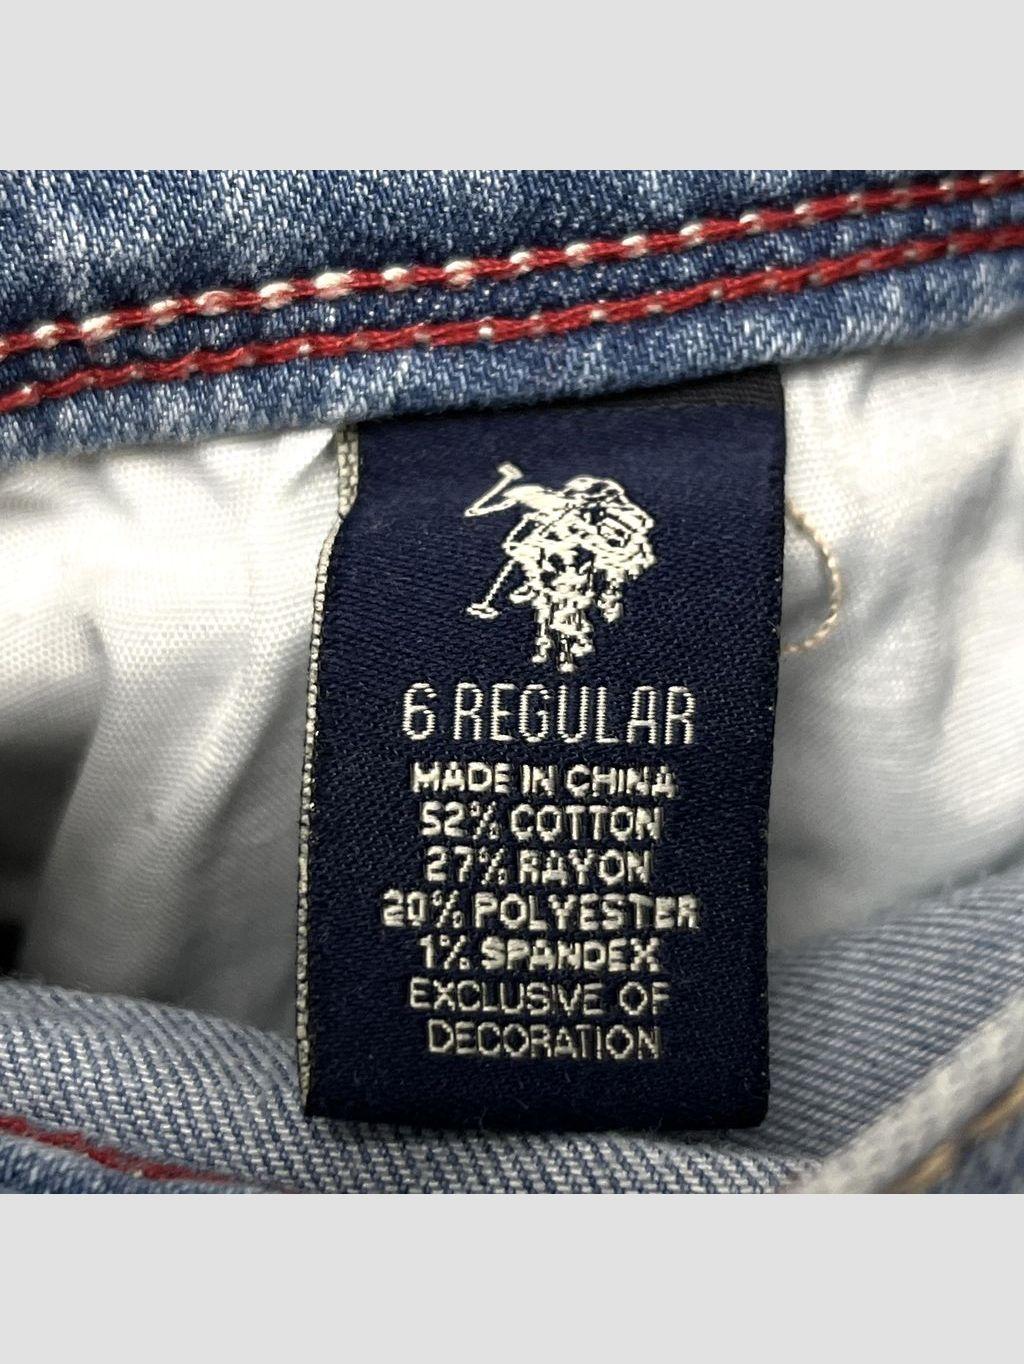 6 REGULAR
MADE IN CHINA
52% COTTON
27% RAYON
20% POLYESTER
1% SPANDEX
EXCLUSIVE OF
DECORATION